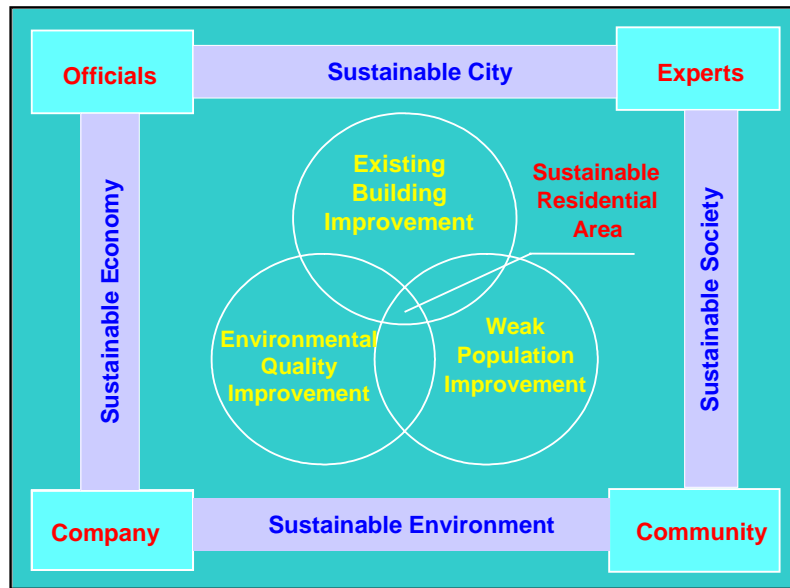 Officials
Sustainable City
Experts
Existing
Building
Improvement
Sustainable
Residential
Area
Sustainable Economy
Sustainable Society
Environmental
Quality
Improvement
Weak
Population
Improvement
Company
Sustainable Environment
Community